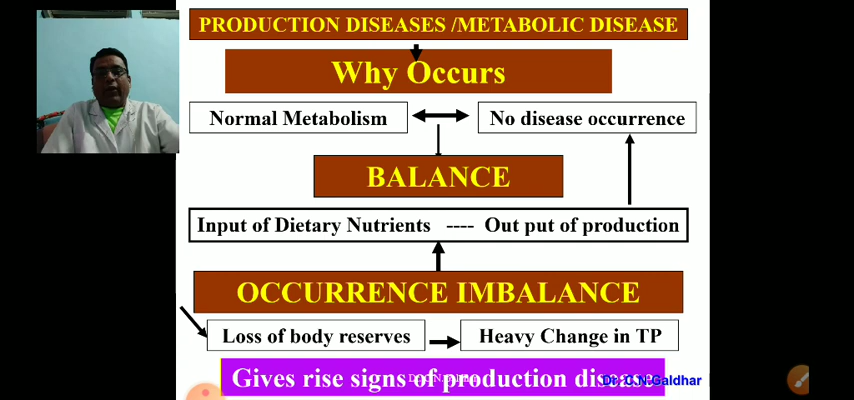 PRODUCTION DISEASES /METABOLIC DISEASE
Why Occurs
Normal Metabolism
No disease occurrence
BALANCE
Input of Dietary Nutrients ---- Out put of production
OCCURRENCE IMBALANCE
Loss of body reserves
Heavy Change in TP
Gives rise signs of production disease
Dr. C.N.Galdhar